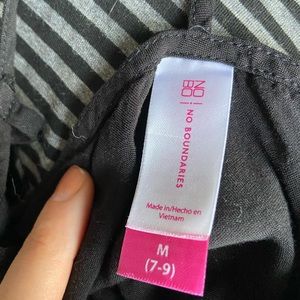 NO
BO
NO BOUNDARIES
Made in/Hecho en
Vietnam
M
(7-9)